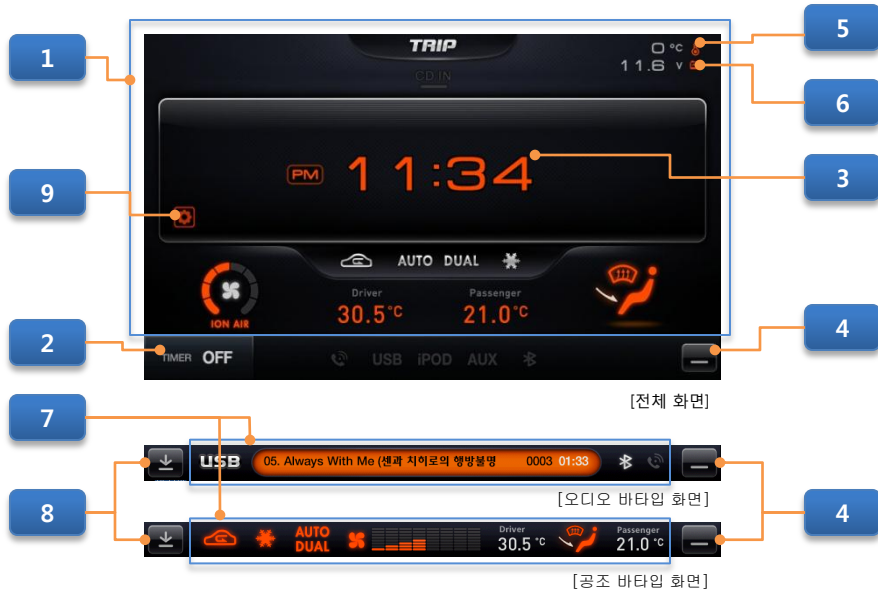 1
5
TRIP
0 °C
11.6 V
CD IN
6
PM 11:34
3
9
AUTO DUAL
Driver
Passenger
30.5°C
21.0°C
ION AIR
2
TIMER OFF
USB iPOD AUX
4
[전체 화면]
7
USB
05. Always With Me (센과 치히로의 행방불명
0003 01:33
[오디오 바타입 화면]
8
4
AUTO
DUAL
Driver
30.5 °C
Passenger
21.0 °C
[공조 바타입 화면]